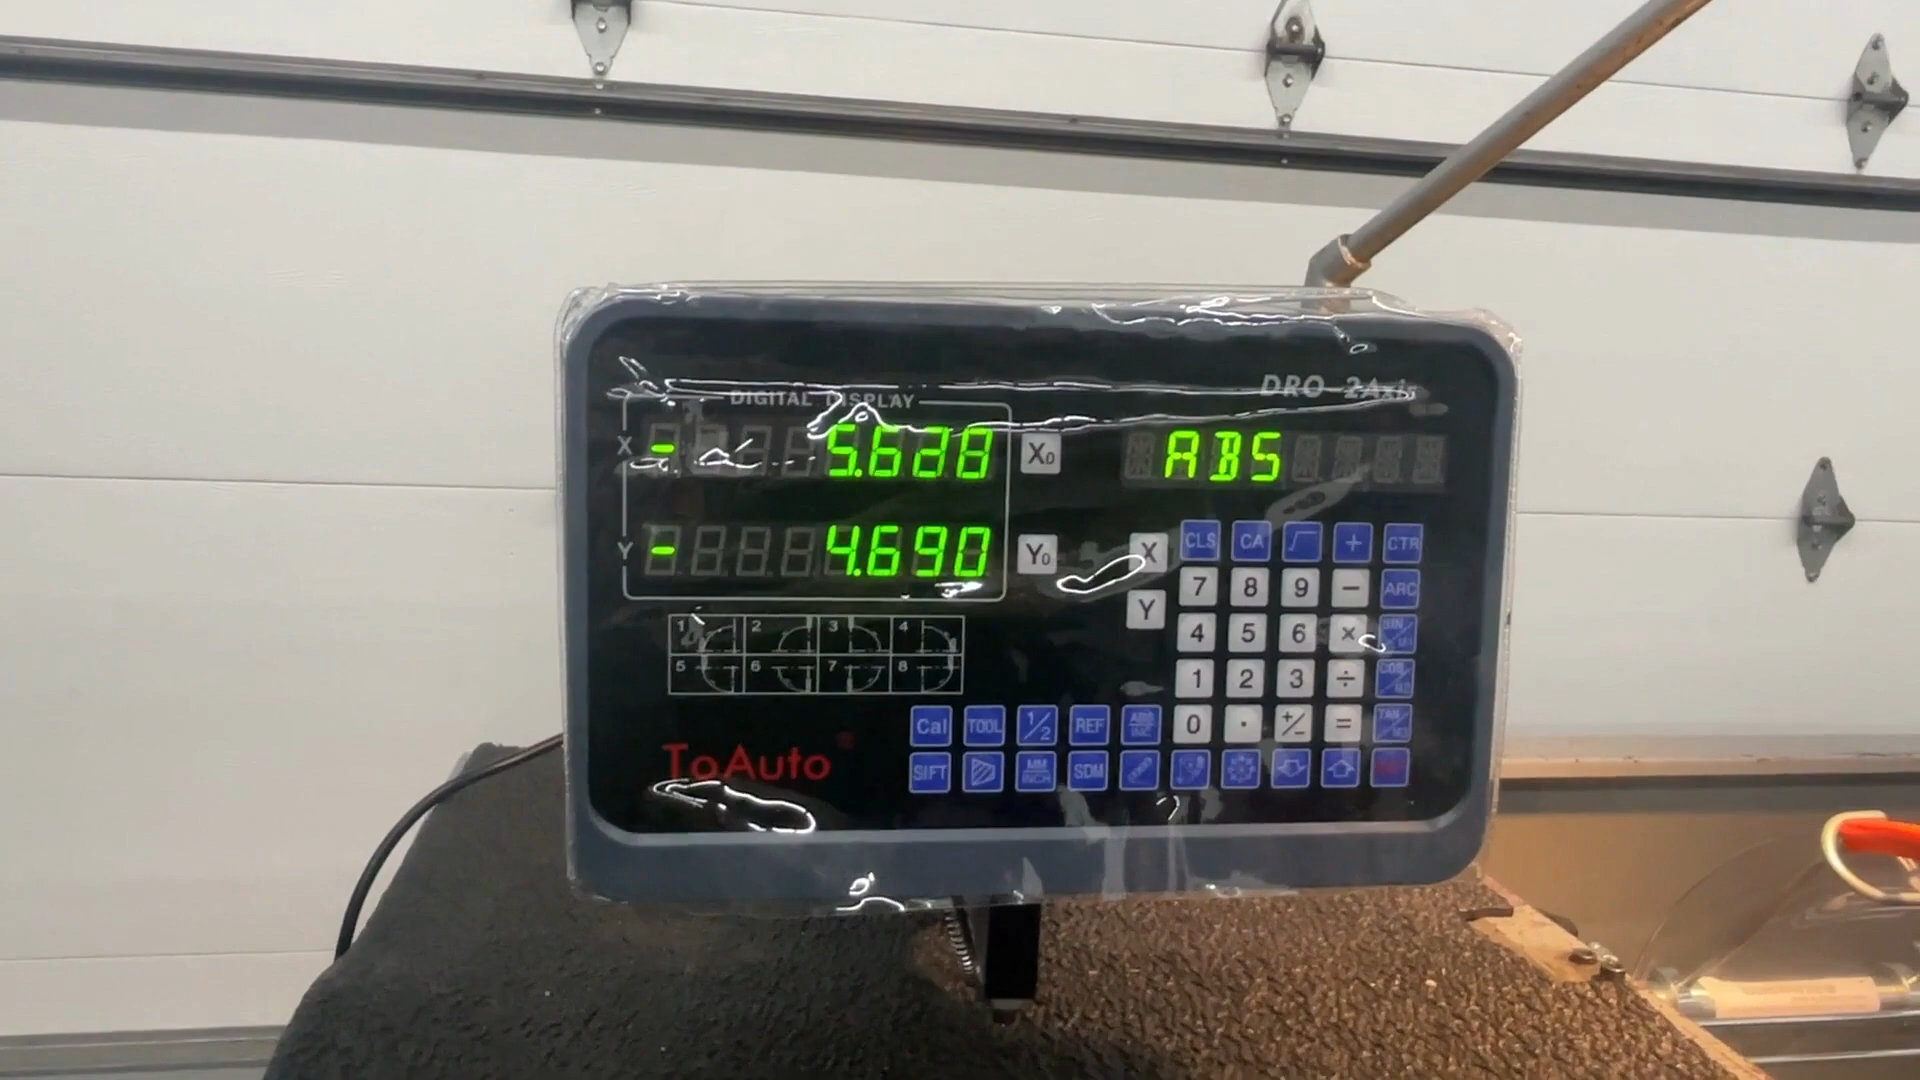 DRO 2Axis
DIGITAL DISPLAY
X - X₀ ABS
Y - 4.690 Y₀
X CLS CA √ + CTR
7 8 9 − ARC
Y 4 5 6 ×
1 2 3 ÷
1 2 3 4
5 6 7 8
Cal TOOL 1/2 REF ABS/INC 0 . +/− =
SIFT MM/INCH SDM
ToAuto